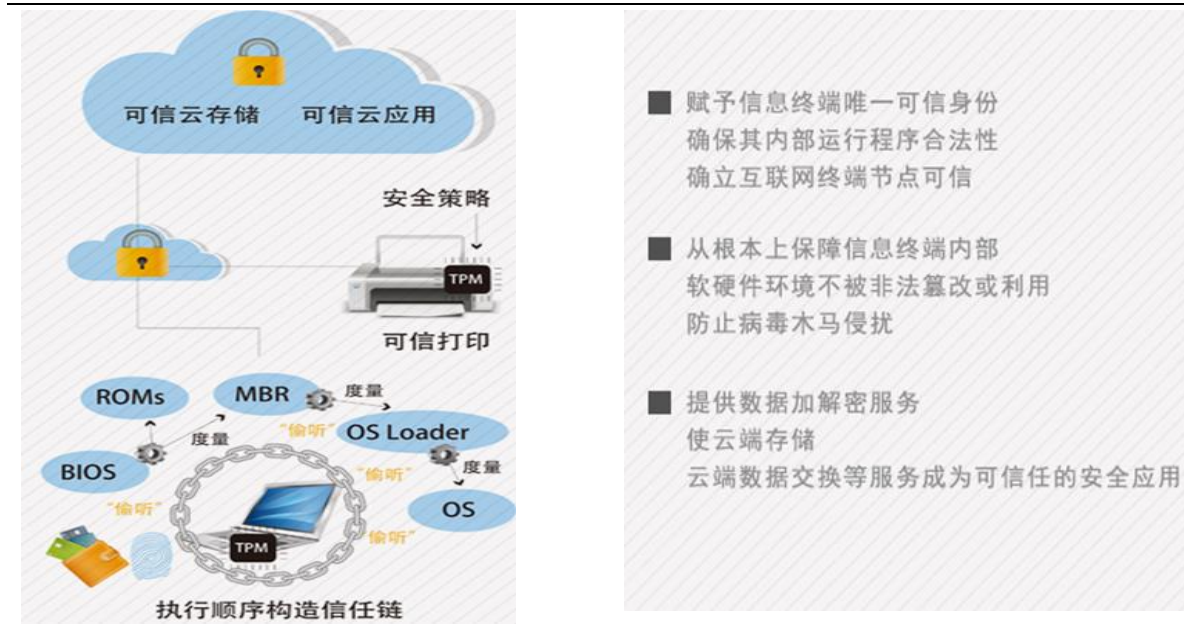 可信云存储 可信云应用
安全策略
TPM
可信打印
ROMs
MBR
度量
"偷听"
OS Loader
度量
BIOS
"偷听"
度量
"偷听"
OS
"偷听"
TPM
执行顺序构造信任链
赋予信息终端唯一可信身份
确保其内部运行程序合法性
确立互联网终端节点可信
从根本上保障信息终端内部
软硬件环境不被非法篡改或利用
防止病毒木马侵扰
提供数据加解密服务
使云端存储
云端数据交换等服务成为可信任的安全应用